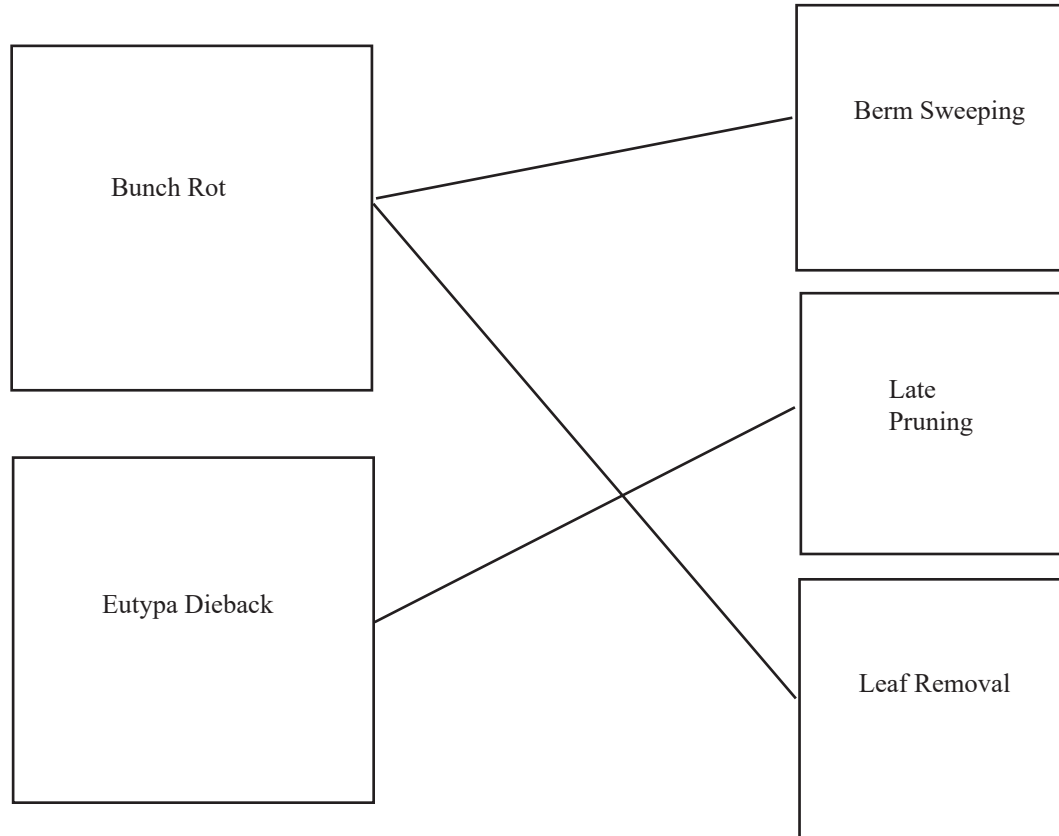 Bunch Rot
Eutypa Dieback
Berm Sweeping
Late
Pruning
Leaf Removal